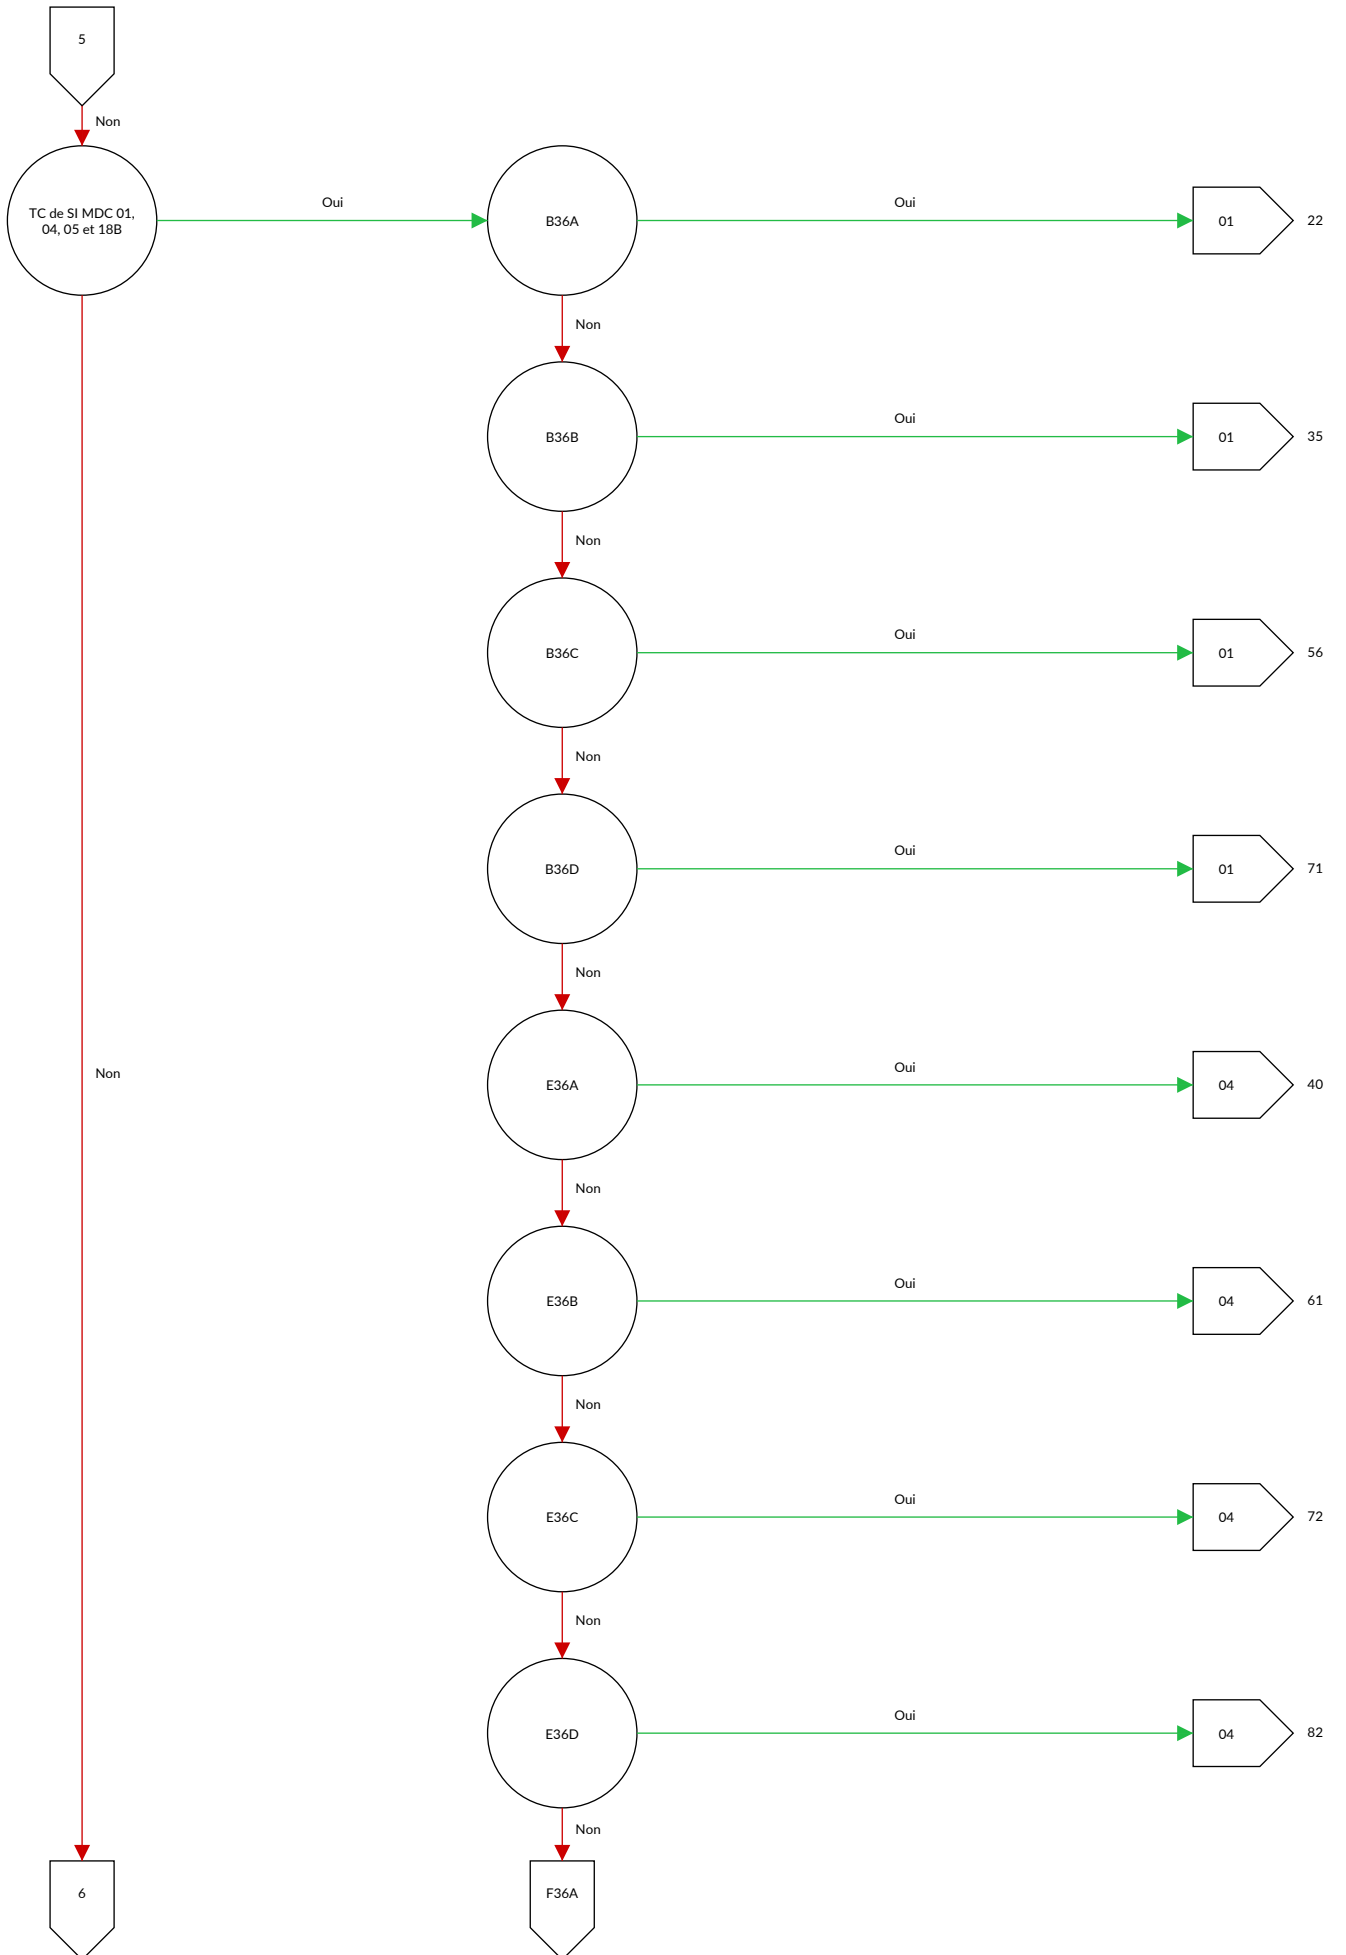 5
Non
TC de SI MDC 01,
04, 05 et 18B
Oui
B36A
Oui
01
22
Non
B36B
Oui
01
35
Non
B36C
Oui
01
56
Non
B36D
Oui
01
71
Non
E36A
Oui
04
40
Non
Non
E36B
Oui
04
61
Non
E36C
Oui
04
72
Non
E36D
Oui
04
82
Non
6
F36A